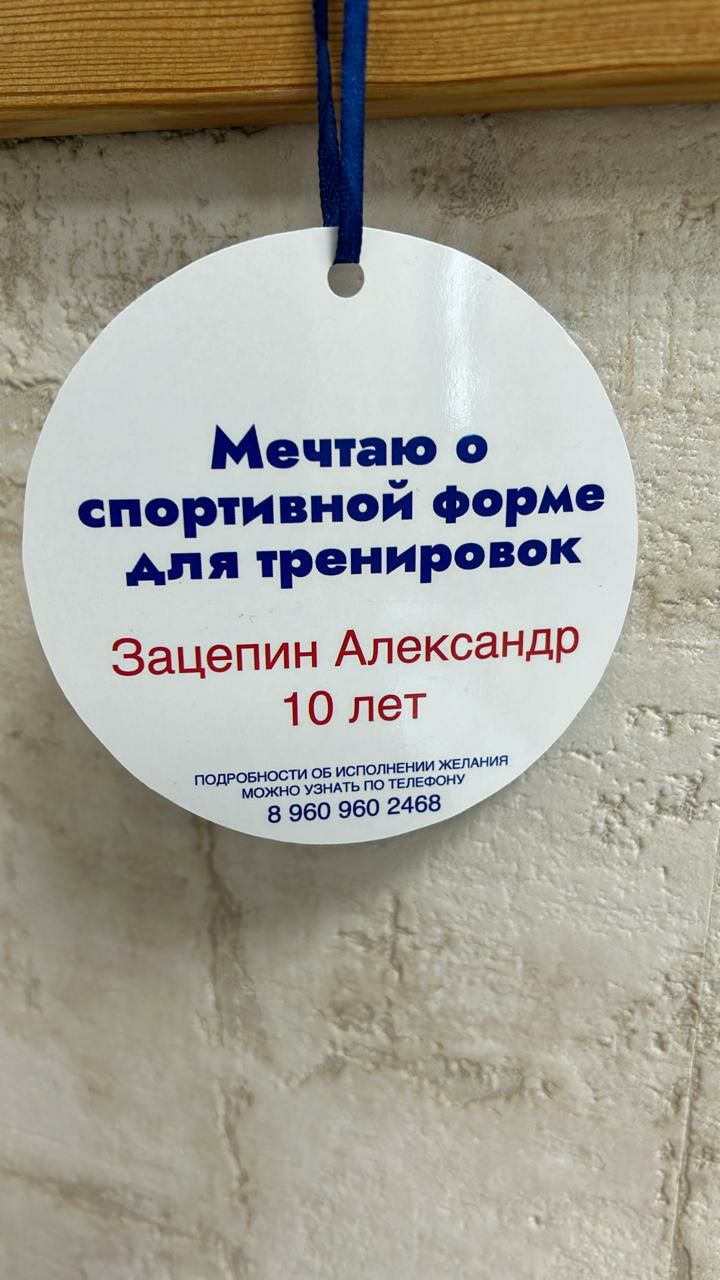 Мечтаю о
спортивной форме
для тренировок
Зацепин Александр
10 лет
ПОДРОБНОСТИ ОБ ИСПОЛНЕНИИ ЖЕЛАНИЯ
МОЖНО УЗНАТЬ ПО ТЕЛЕФОНУ
8 960 960 2468